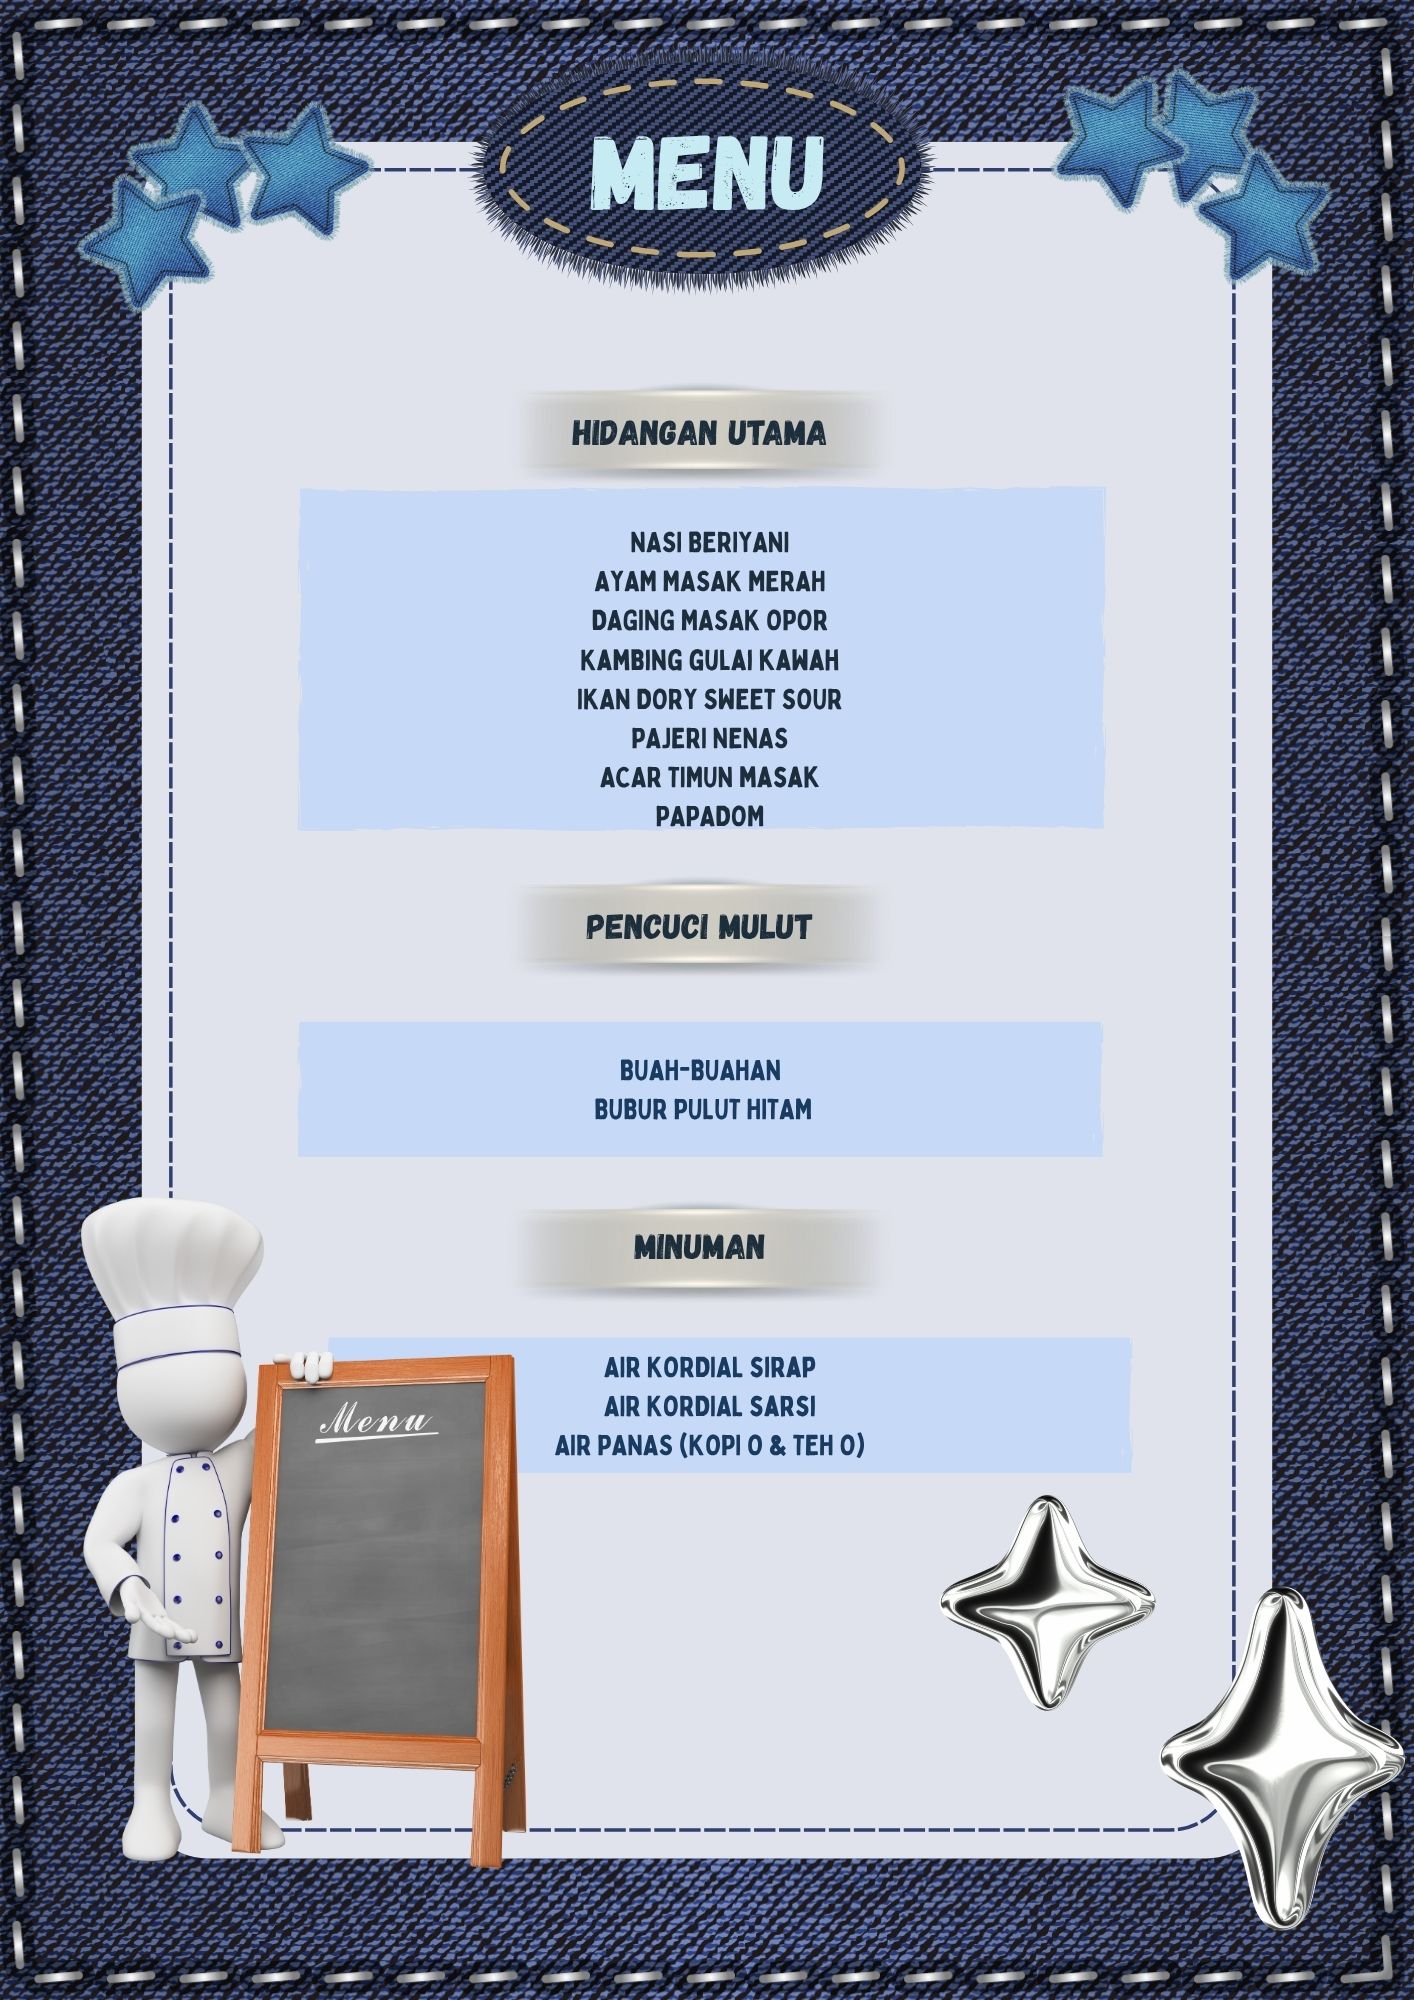 MENU
HIDANGAN UTAMA
NASI BERIYANI
AYAM MASAK MERAH
DAGING MASAK OPOR
KAMBING GULAI KAWAH
IKAN DORY SWEET SOUR
PAJERI NENAS
ACAR TIMUN MASAK
PAPADOM
PENCUCI MULUT
BUAH-BUAHAN
BUBUR PULUT HITAM
MINUMAN
AIR KORDIAL SIRAP
AIR KORDIAL SARSI
AIR PANAS (KOPI O & TEH O)
Menu